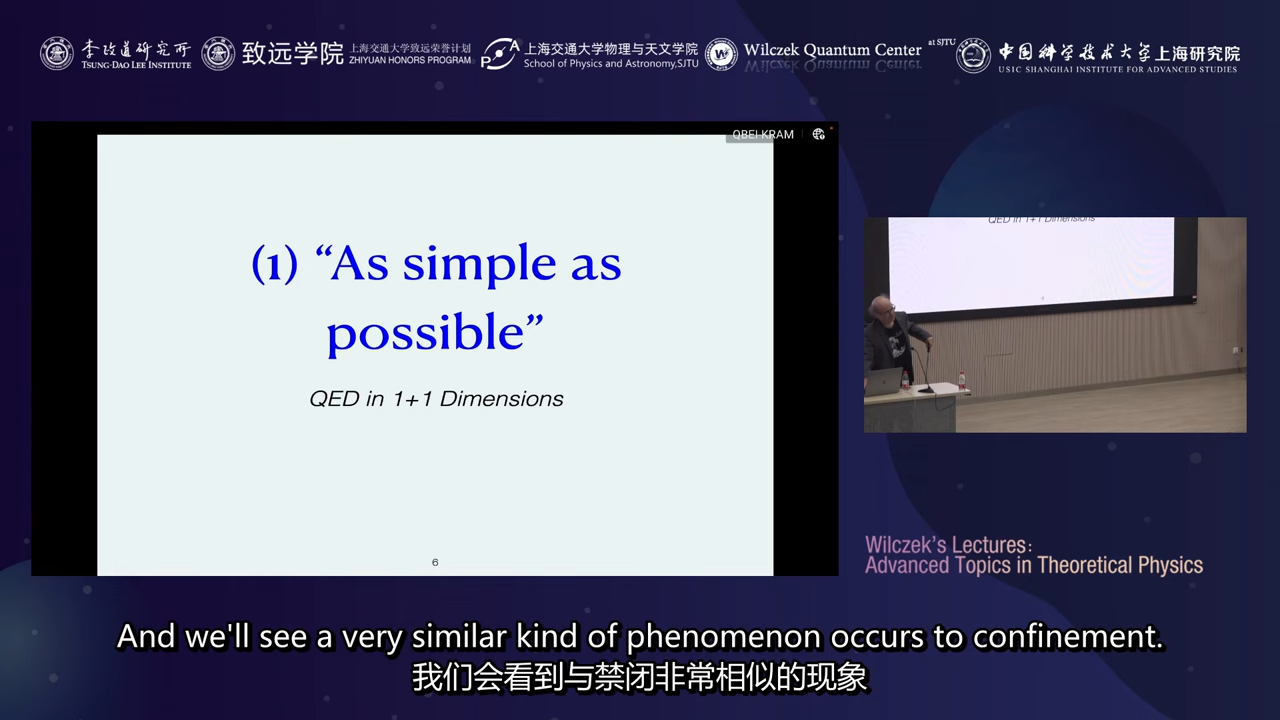 李政道研究所
TSUNG-DAO LEE INSTITUTE
致远学院
上海交通大学致远荣誉计划
ZHIYUAN HONORS PROGRAM
上海交通大学物理与天文学院
School of Physics and Astronomy,SJTU
Wilczek Quantum Center
at SJTU
中国科学技术大学上海研究院
USTC SHANGHAI INSTITUTE FOR ADVANCED STUDIES
QBEI KRAM
(1) “As simple as
possible”
QED in 1+1 Dimensions
6
QED in 1+1 Dimensions
Wilczek’s Lectures:
Advanced Topics in Theoretical Physics
And we'll see a very similar kind of phenomenon occurs to confinement.
我们会看到与禁闭非常相似的现象